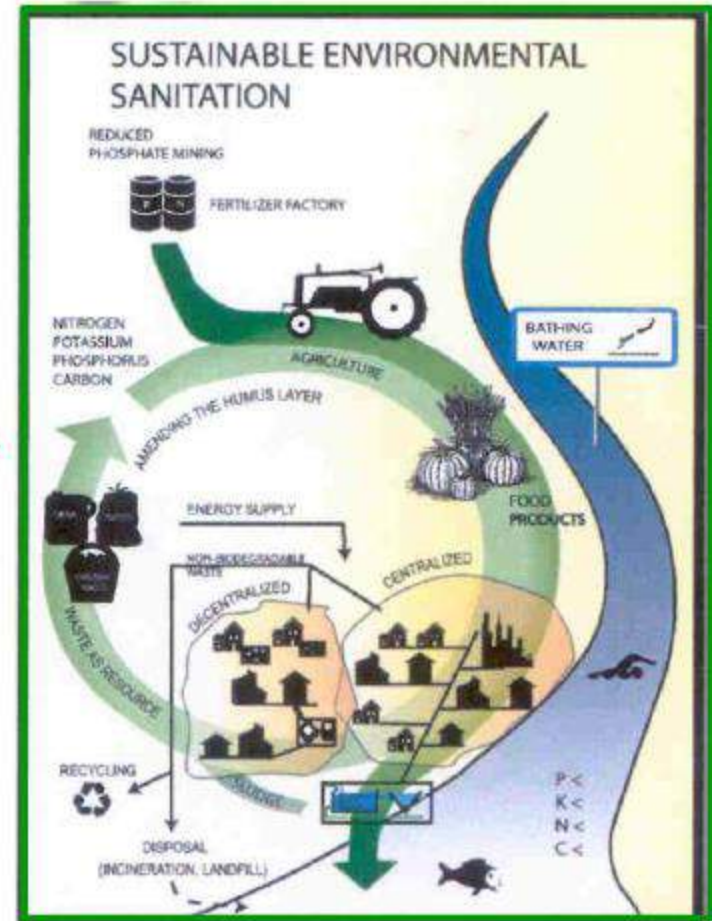 SUSTAINABLE ENVIRONMENTAL
SANITATION
REDUCED
PHOSPHATE MINING
P N
FERTILIZER FACTORY
NITROGEN
POTASSIUM
PHOSPHORUS
CARBON
AGRICULTURE
AMENDING THE HUMUS LAYER
BATHING
WATER
FOOD
PRODUCTS
ENERGY SUPPLY
NON-BIODEGRADABLE
WASTE
DECENTRALIZED
CENTRALIZED
WASTE AS RESOURCE
SLUDGE
RECYCLING
DISPOSAL
(INCINERATION, LANDFILL)
P <
K <
N <
C <